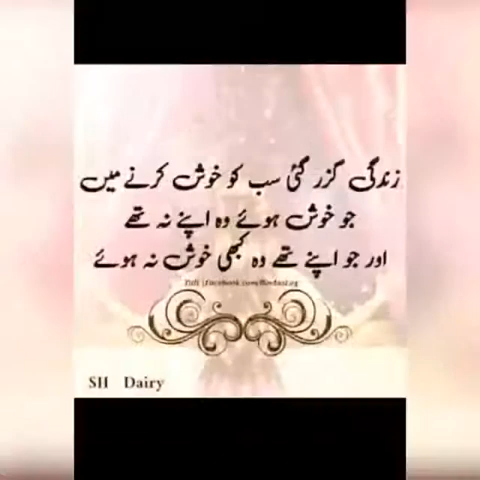 زندگی گزر گئی سب کو خوش کرنے میں
جو خوش ہوئے وہ اپنے نہ تھے
اور جو اپنے تھے وہ کبھی خوش نہ ہوئے
SH Dairy